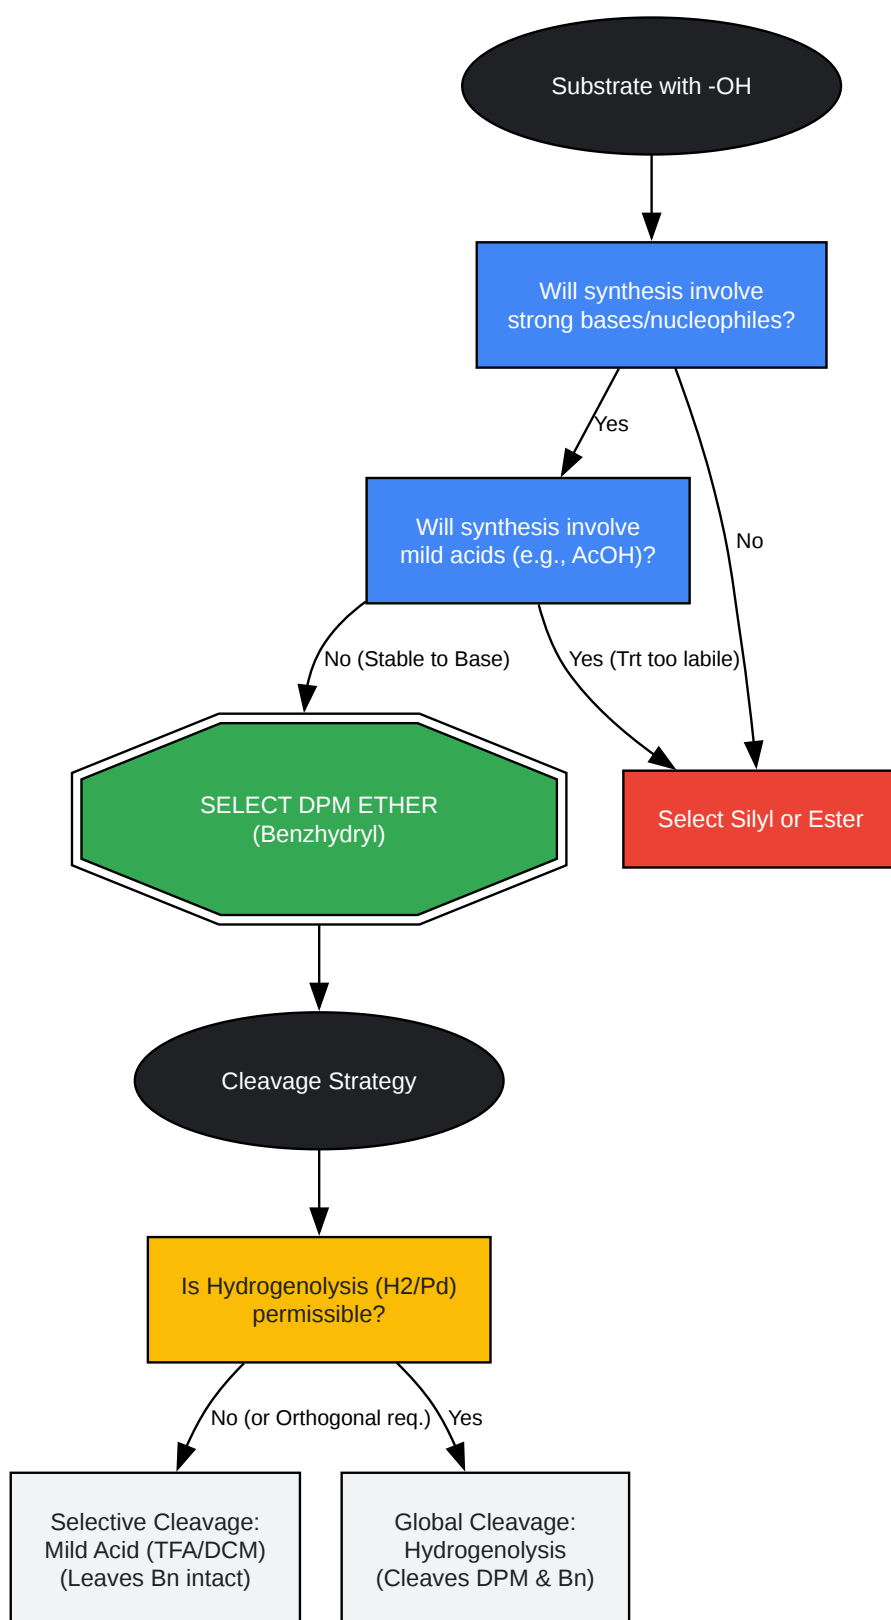 Substrate with -OH
Will synthesis involve
strong bases/nucleophiles?
Yes
No
Will synthesis involve
mild acids (e.g., AcOH)?
No (Stable to Base)
Yes (Trt too labile)
SELECT DPM ETHER
(Benzhydryl)
Select Silyl or Ester
Cleavage Strategy
Is Hydrogenolysis (H2/Pd)
permissible?
No (or Orthogonal req.)
Yes
Selective Cleavage:
Mild Acid (TFA/DCM)
(Leaves Bn intact)
Global Cleavage:
Hydrogenolysis
(Cleaves DPM & Bn)